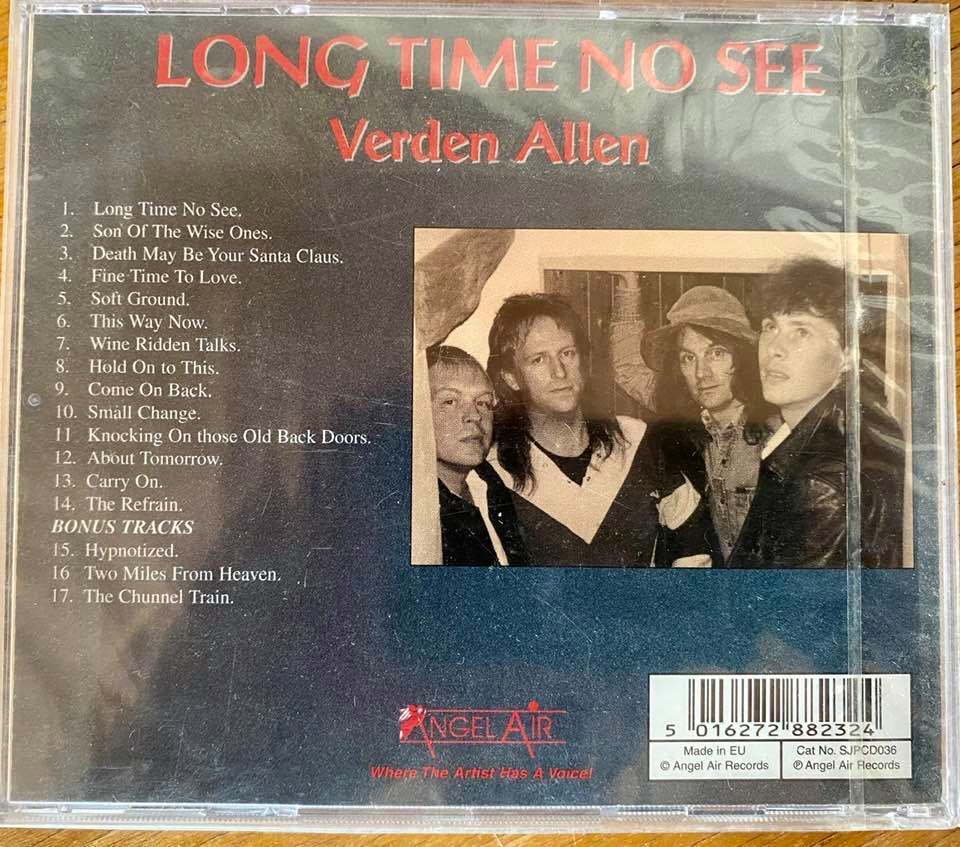 LONG TIME NO SEE
Verden Allen
1. Long Time No See.
2. Son Of The Wise Ones.
3. Death May Be Your Santa Claus.
4. Fine Time To Love.
5. Soft Ground.
6. This Way Now.
7. Wine Ridden Talks.
8. Hold On to This.
9. Come On Back.
10. Small Change.
11 Knocking On those Old Back Doors.
12. About Tomorrow.
13. Carry On.
14. The Refrain.
BONUS TRACKS
15. Hypnotized.
16 Two Miles From Heaven.
17. The Chunnel Train.
ANGEL AIR
Where The Artist Has A Voice!
5 016272 882324
Made in EU
© Angel Air Records
Cat No. SJPCD036
℗ Angel Air Records